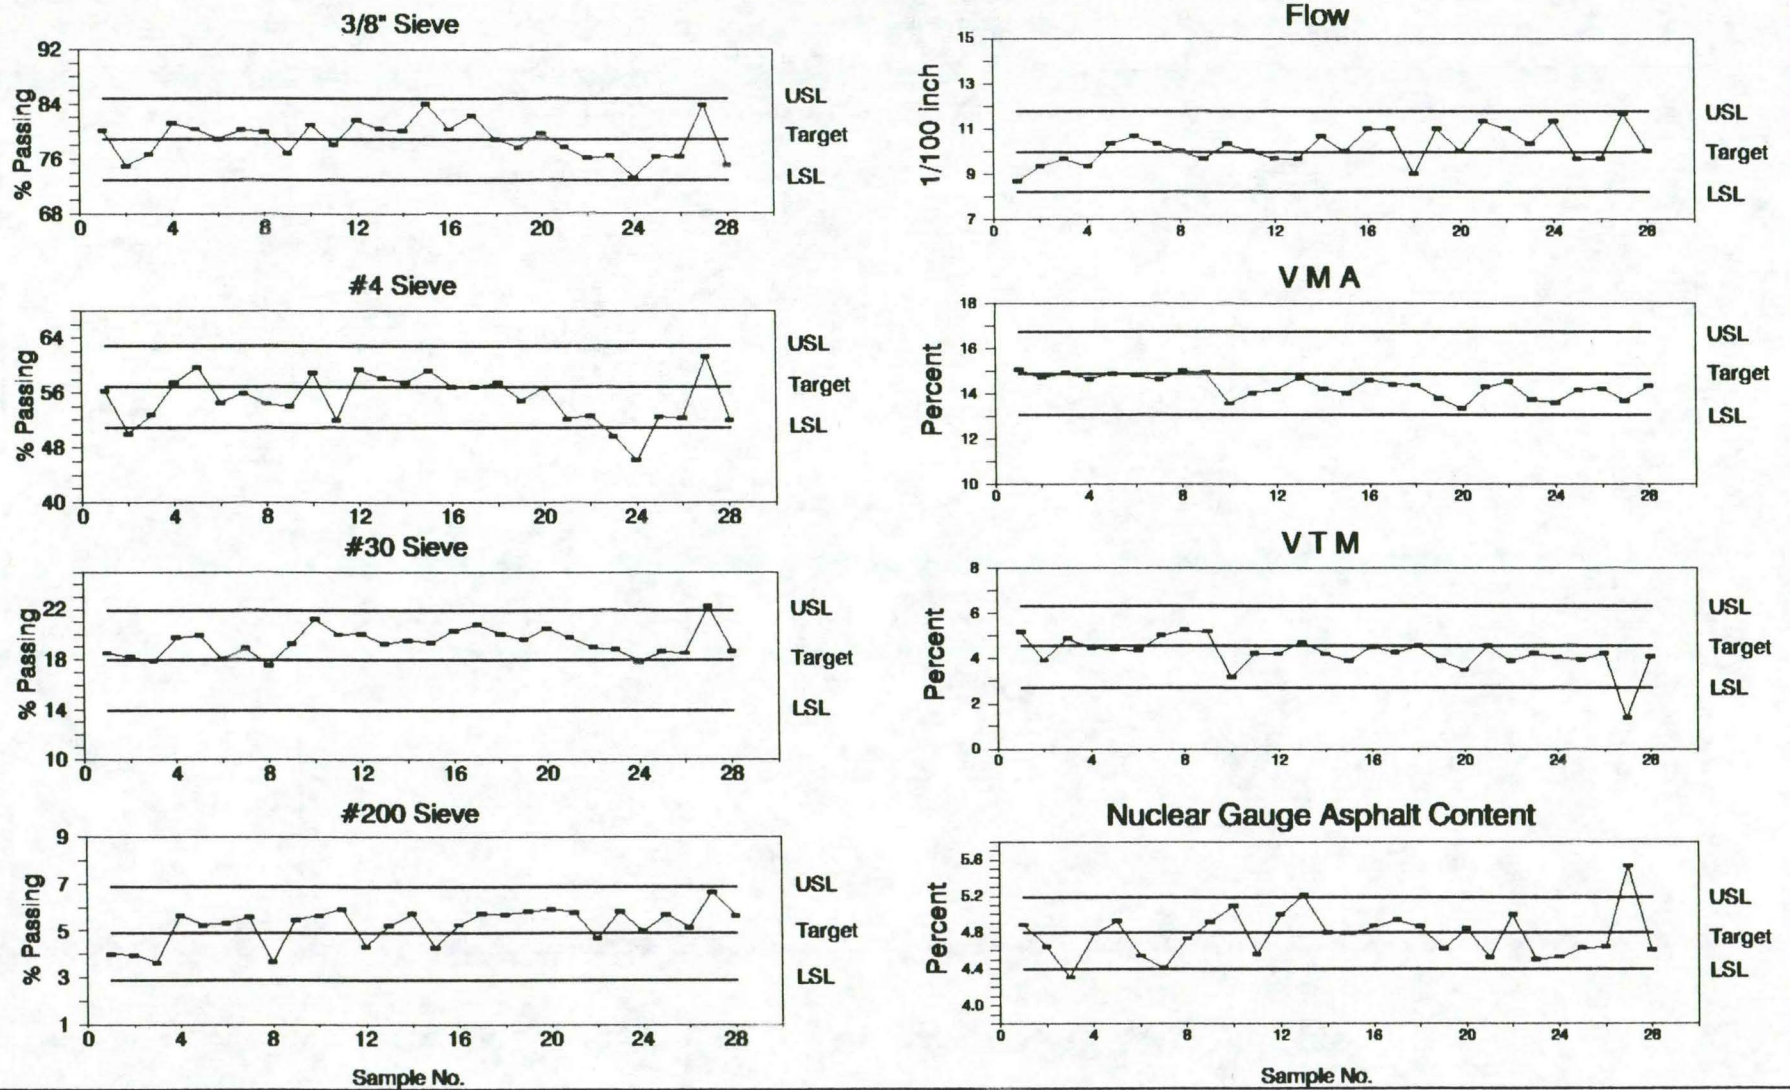 3/8" Sieve
% Passing
92
84
76
68
USL
Target
LSL
0 4 8 12 16 20 24 28
#4 Sieve
% Passing
64
56
48
40
USL
Target
LSL
0 4 8 12 16 20 24 28
#30 Sieve
% Passing
22
18
14
10
USL
Target
LSL
0 4 8 12 16 20 24 28
#200 Sieve
% Passing
9
7
5
3
1
USL
Target
LSL
0 4 8 12 16 20 24 28
Sample No.
Flow
1/100 inch
15
13
11
9
7
USL
Target
LSL
0 4 8 12 16 20 24 28
V M A
Percent
18
16
14
12
10
USL
Target
LSL
0 4 8 12 16 20 24 28
V T M
Percent
8
6
4
2
0
USL
Target
LSL
0 4 8 12 16 20 24 28
Nuclear Gauge Asphalt Content
Percent
5.6
5.2
4.8
4.4
4.0
USL
Target
LSL
0 4 8 12 16 20 24 28
Sample No.